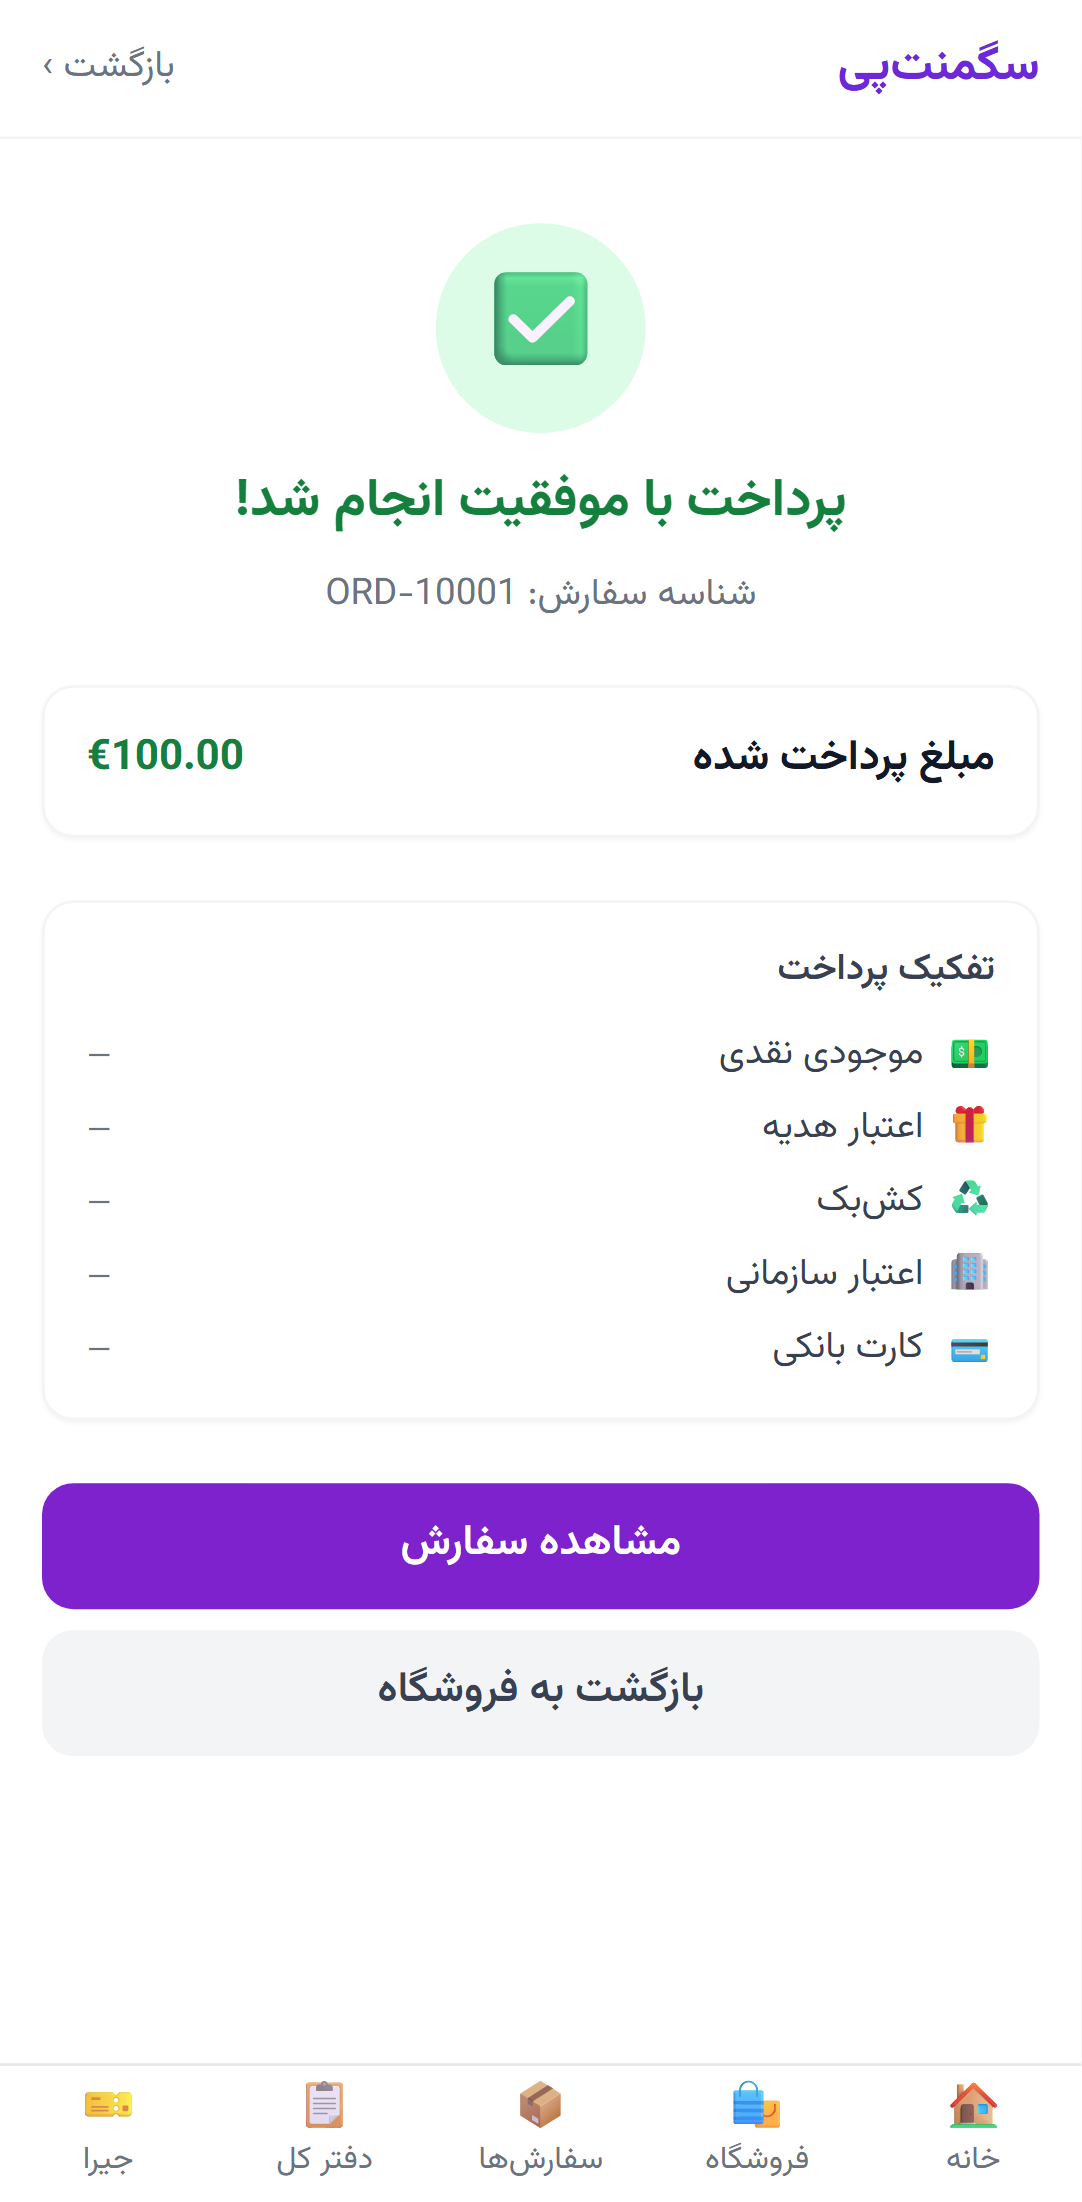 سگمنت‌پی
بازگشت ›
پرداخت با موفقیت انجام شد!
شناسه سفارش: ORD-10001
مبلغ پرداخت شده €100.00
تفکیک پرداخت
موجودی نقدی —
اعتبار هدیه —
کش‌بک —
اعتبار سازمانی —
کارت بانکی —
مشاهده سفارش
بازگشت به فروشگاه
خانه
فروشگاه
سفارش‌ها
دفتر کل
جیرا